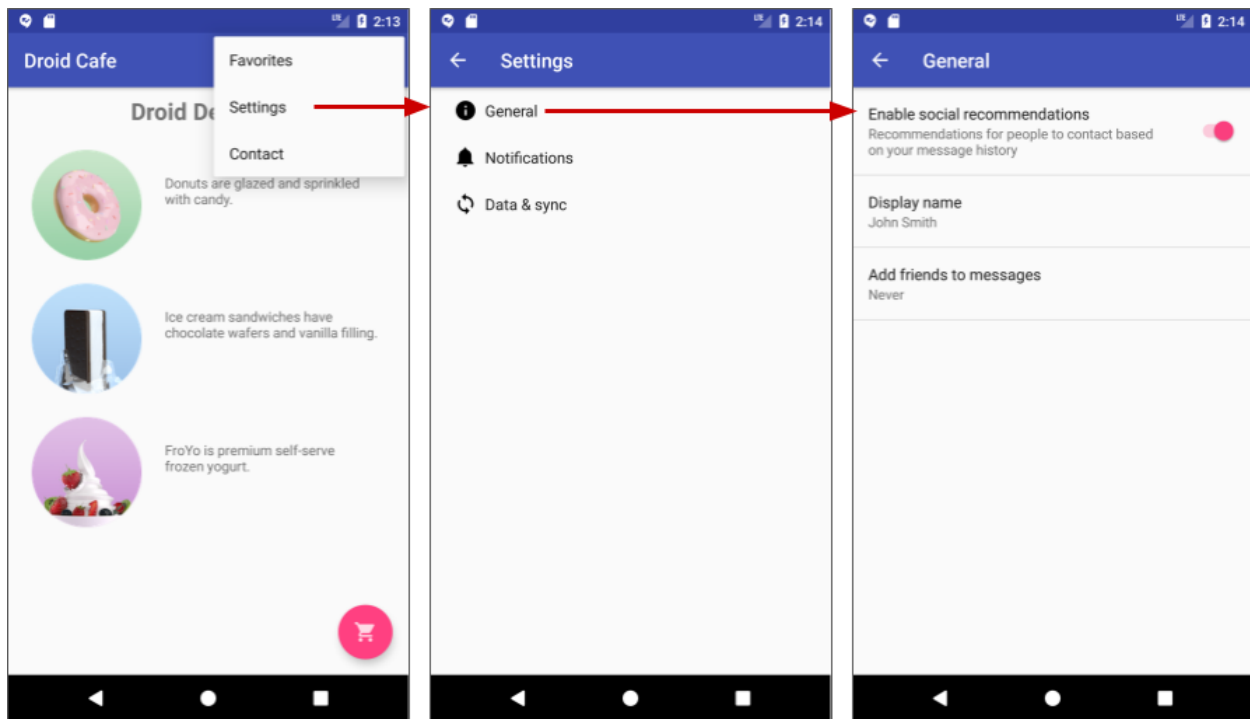 LTE 2:13
Droid Cafe
Favorites
Settings
Contact
Droid De
Donuts are glazed and sprinkled
with candy.
Ice cream sandwiches have
chocolate wafers and vanilla filling.
FroYo is premium self-serve
frozen yogurt.
LTE 2:14
Settings
General
Notifications
Data & sync
LTE 2:14
General
Enable social recommendations
Recommendations for people to contact based
on your message history
Display name
John Smith
Add friends to messages
Never